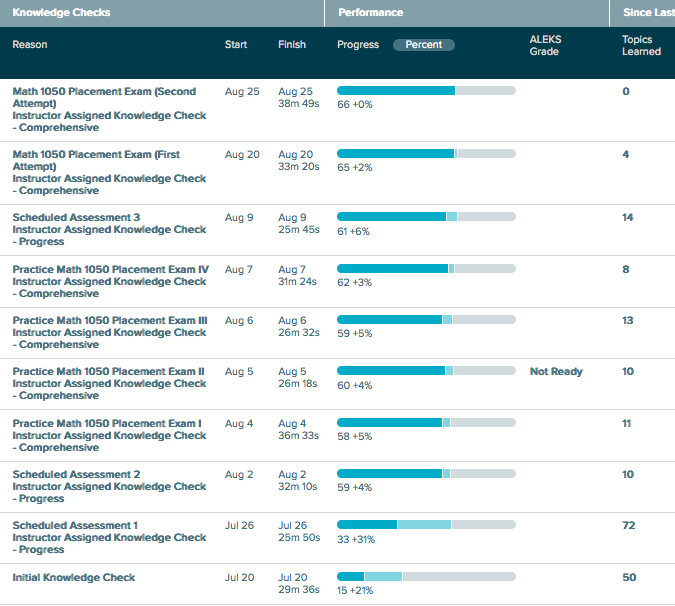 Knowledge Checks Performance Since Last
Reason Start Finish Progress Percent ALEKS Grade Topics Learned
Math 1050 Placement Exam (Second Aug 25 Aug 25 0
Attempt) 38m 49s 66 +0%
Instructor Assigned Knowledge Check
- Comprehensive
Math 1050 Placement Exam (First Aug 20 Aug 20 4
Attempt) 33m 20s 65 +2%
Instructor Assigned Knowledge Check
- Comprehensive
Scheduled Assessment 3 Aug 9 Aug 9 14
Instructor Assigned Knowledge Check 25m 45s 61 +6%
- Progress
Practice Math 1050 Placement Exam IV Aug 7 Aug 7 8
Instructor Assigned Knowledge Check 31m 24s 62 +3%
- Comprehensive
Practice Math 1050 Placement Exam III Aug 6 Aug 6 13
Instructor Assigned Knowledge Check 26m 32s 59 +5%
- Comprehensive
Practice Math 1050 Placement Exam II Aug 5 Aug 5 Not Ready 10
Instructor Assigned Knowledge Check 26m 18s 60 +4%
- Comprehensive
Practice Math 1050 Placement Exam I Aug 4 Aug 4 11
Instructor Assigned Knowledge Check 36m 33s 58 +5%
- Comprehensive
Scheduled Assessment 2 Aug 2 Aug 2 10
Instructor Assigned Knowledge Check 32m 10s 59 +4%
- Progress
Scheduled Assessment 1 Jul 26 Jul 26 72
Instructor Assigned Knowledge Check 25m 50s 33 +31%
- Progress
Initial Knowledge Check Jul 20 Jul 20 50
29m 36s 15 +21%